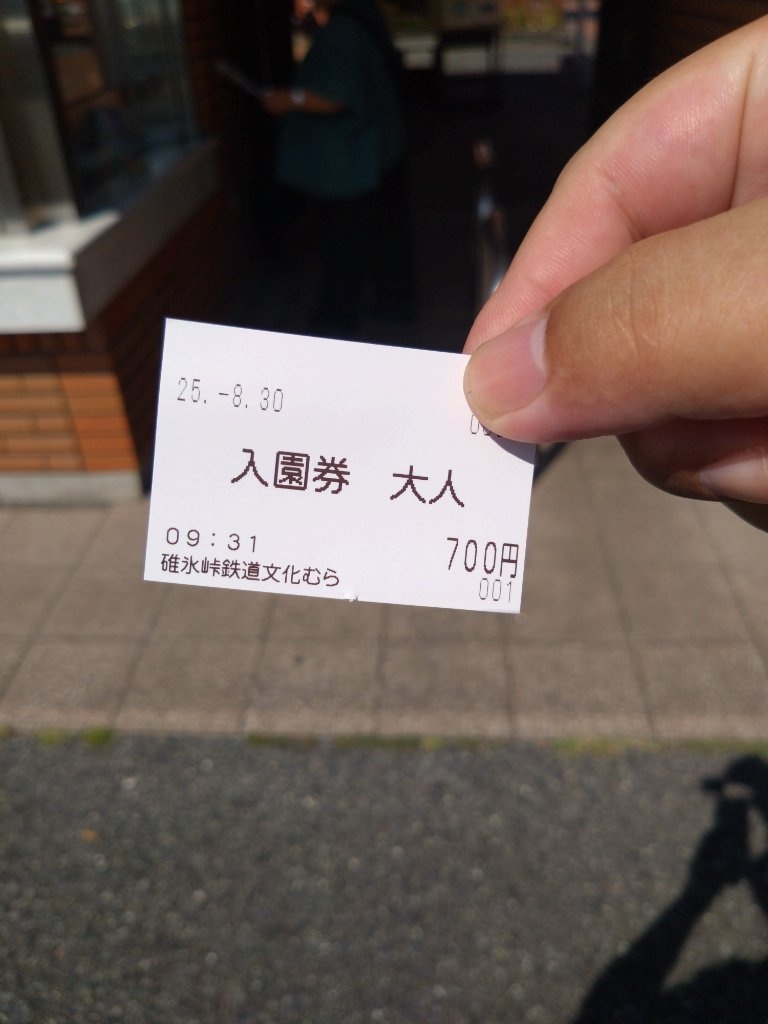 25.-8.30
入園券 大人
09:31
700円
碓氷峠鉄道文化むら
001